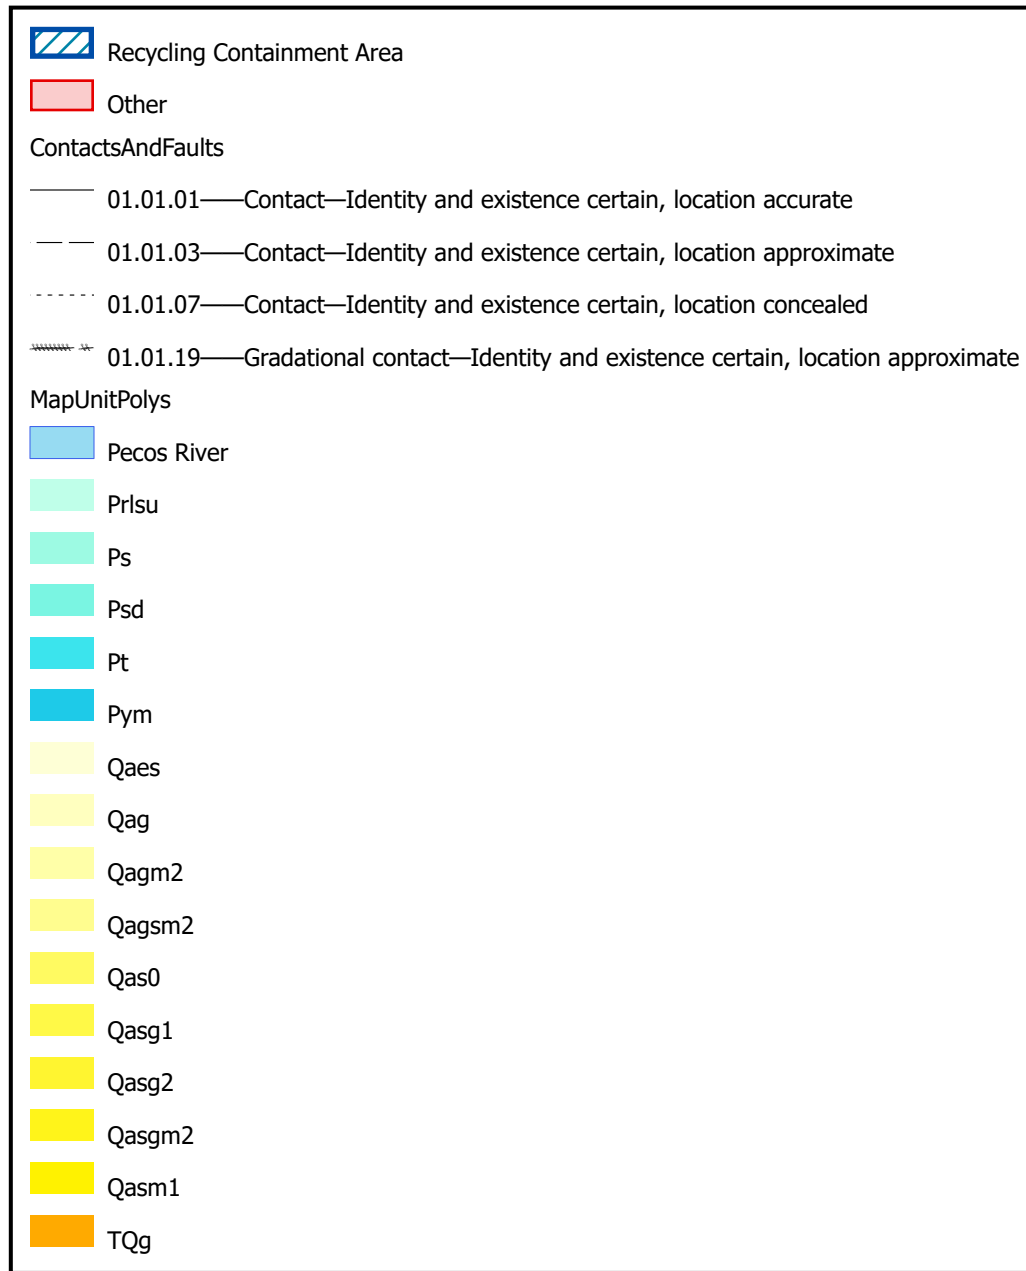 Recycling Containment Area
Other
ContactsAndFaults
01.01.01——Contact—Identity and existence certain, location accurate
01.01.03——Contact—Identity and existence certain, location approximate
01.01.07——Contact—Identity and existence certain, location concealed
01.01.19——Gradational contact—Identity and existence certain, location approximate
MapUnitPolys
Pecos River
Prlsu
Ps
Psd
Pt
Pym
Qaes
Qag
Qagm2
Qagsm2
Qas0
Qasg1
Qasg2
Qasgm2
Qasm1
TQg